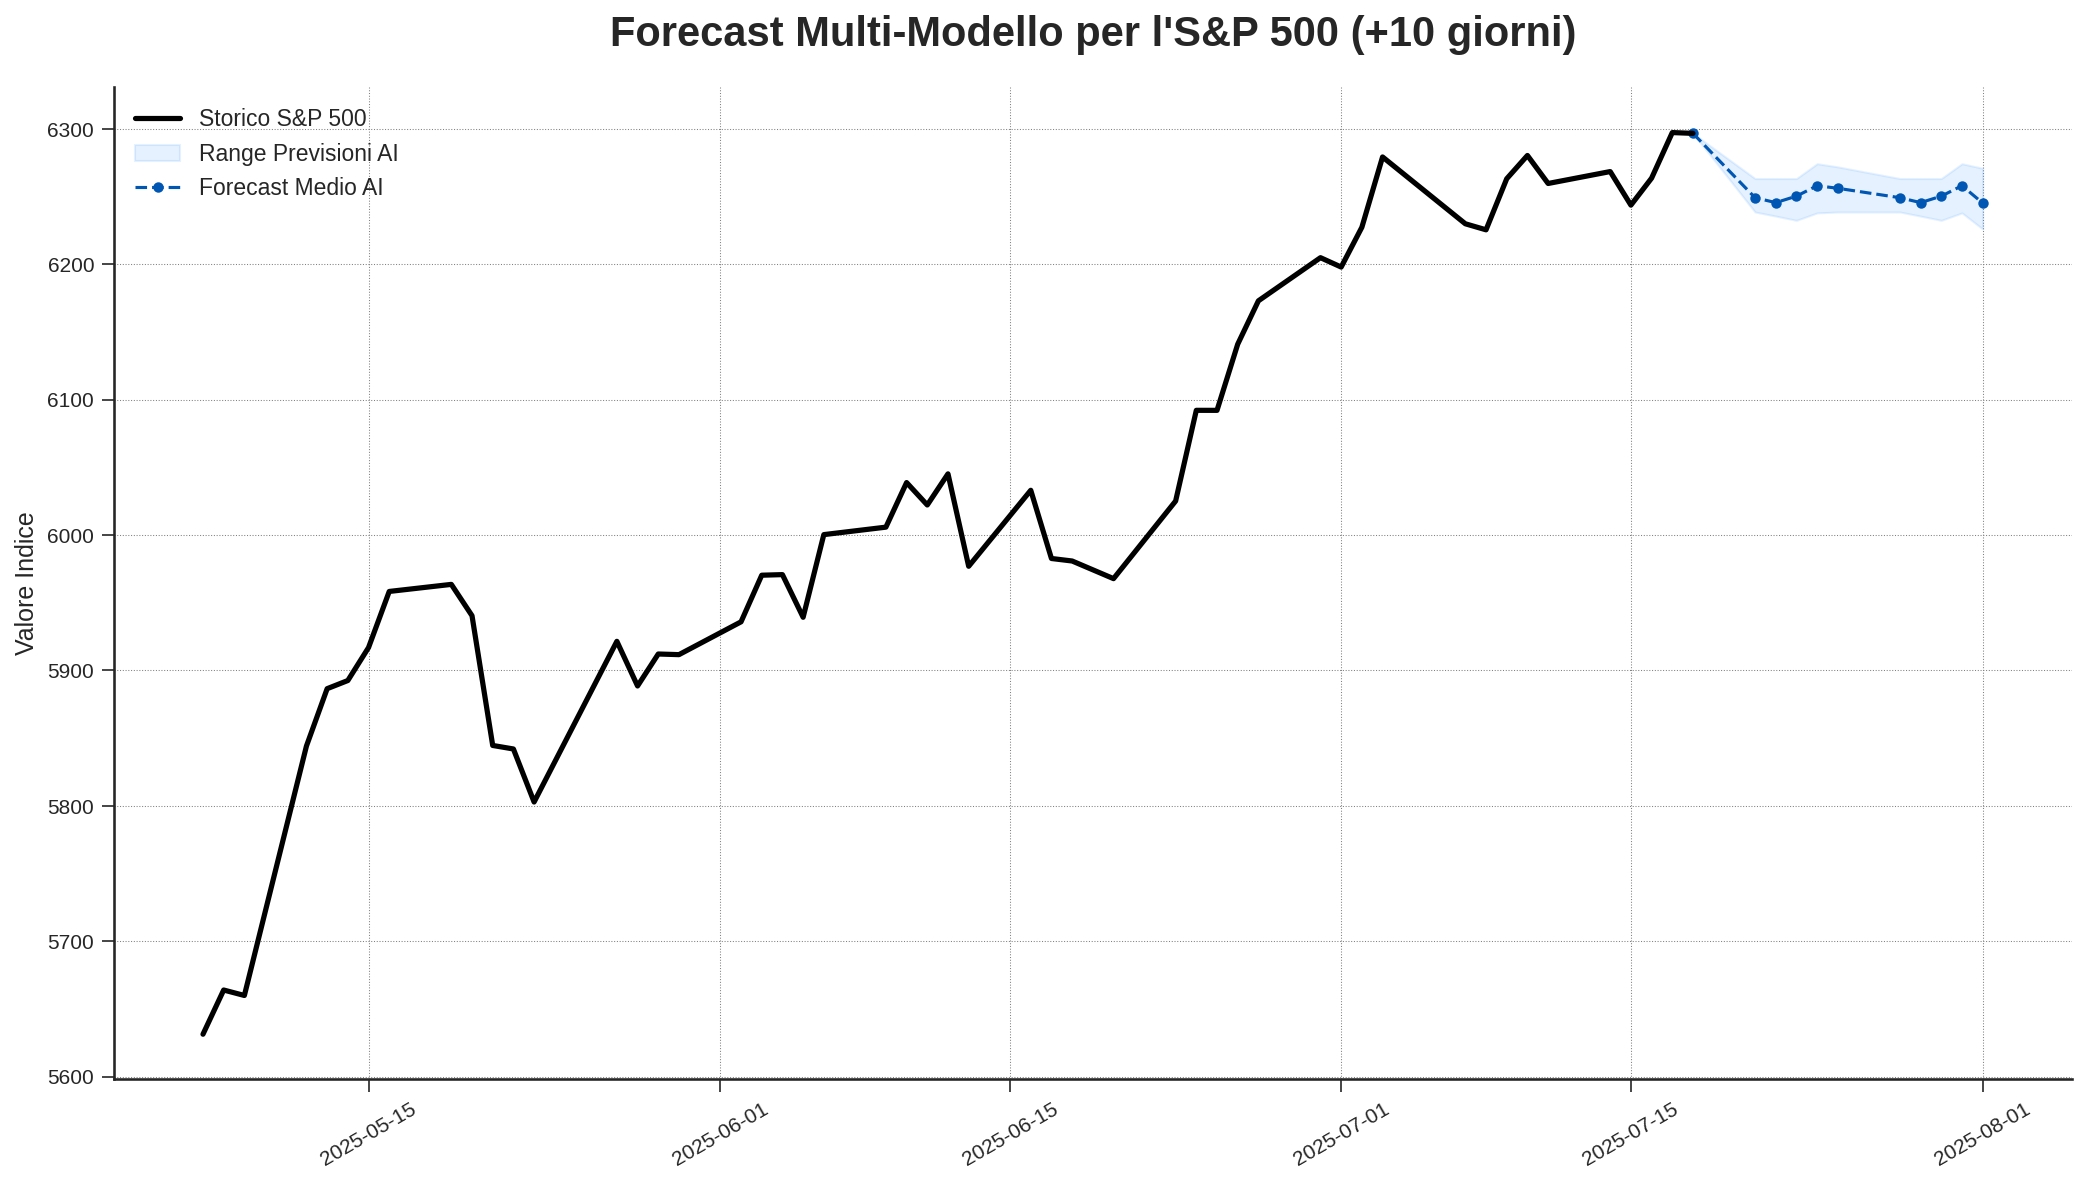 Forecast Multi-Modello per l'S&P 500 (+10 giorni)
Storico S&P 500
Range Previsioni AI
Forecast Medio AI
Valore Indice
6300
6200
6100
6000
5900
5800
5700
5600
2025-05-15
2025-06-01
2025-06-15
2025-07-01
2025-07-15
2025-08-01